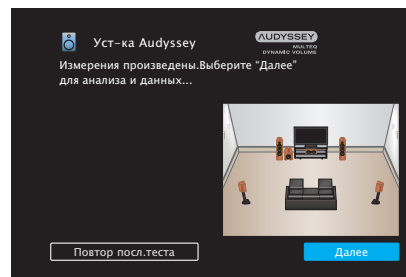 Уст-ка Audyssey
AUDYSSEY
MULTEQ
DYNAMIC VOLUME
Измерения произведены.Выберите “Далее”
для анализа и данных...
Повтор посл.теста
Далее